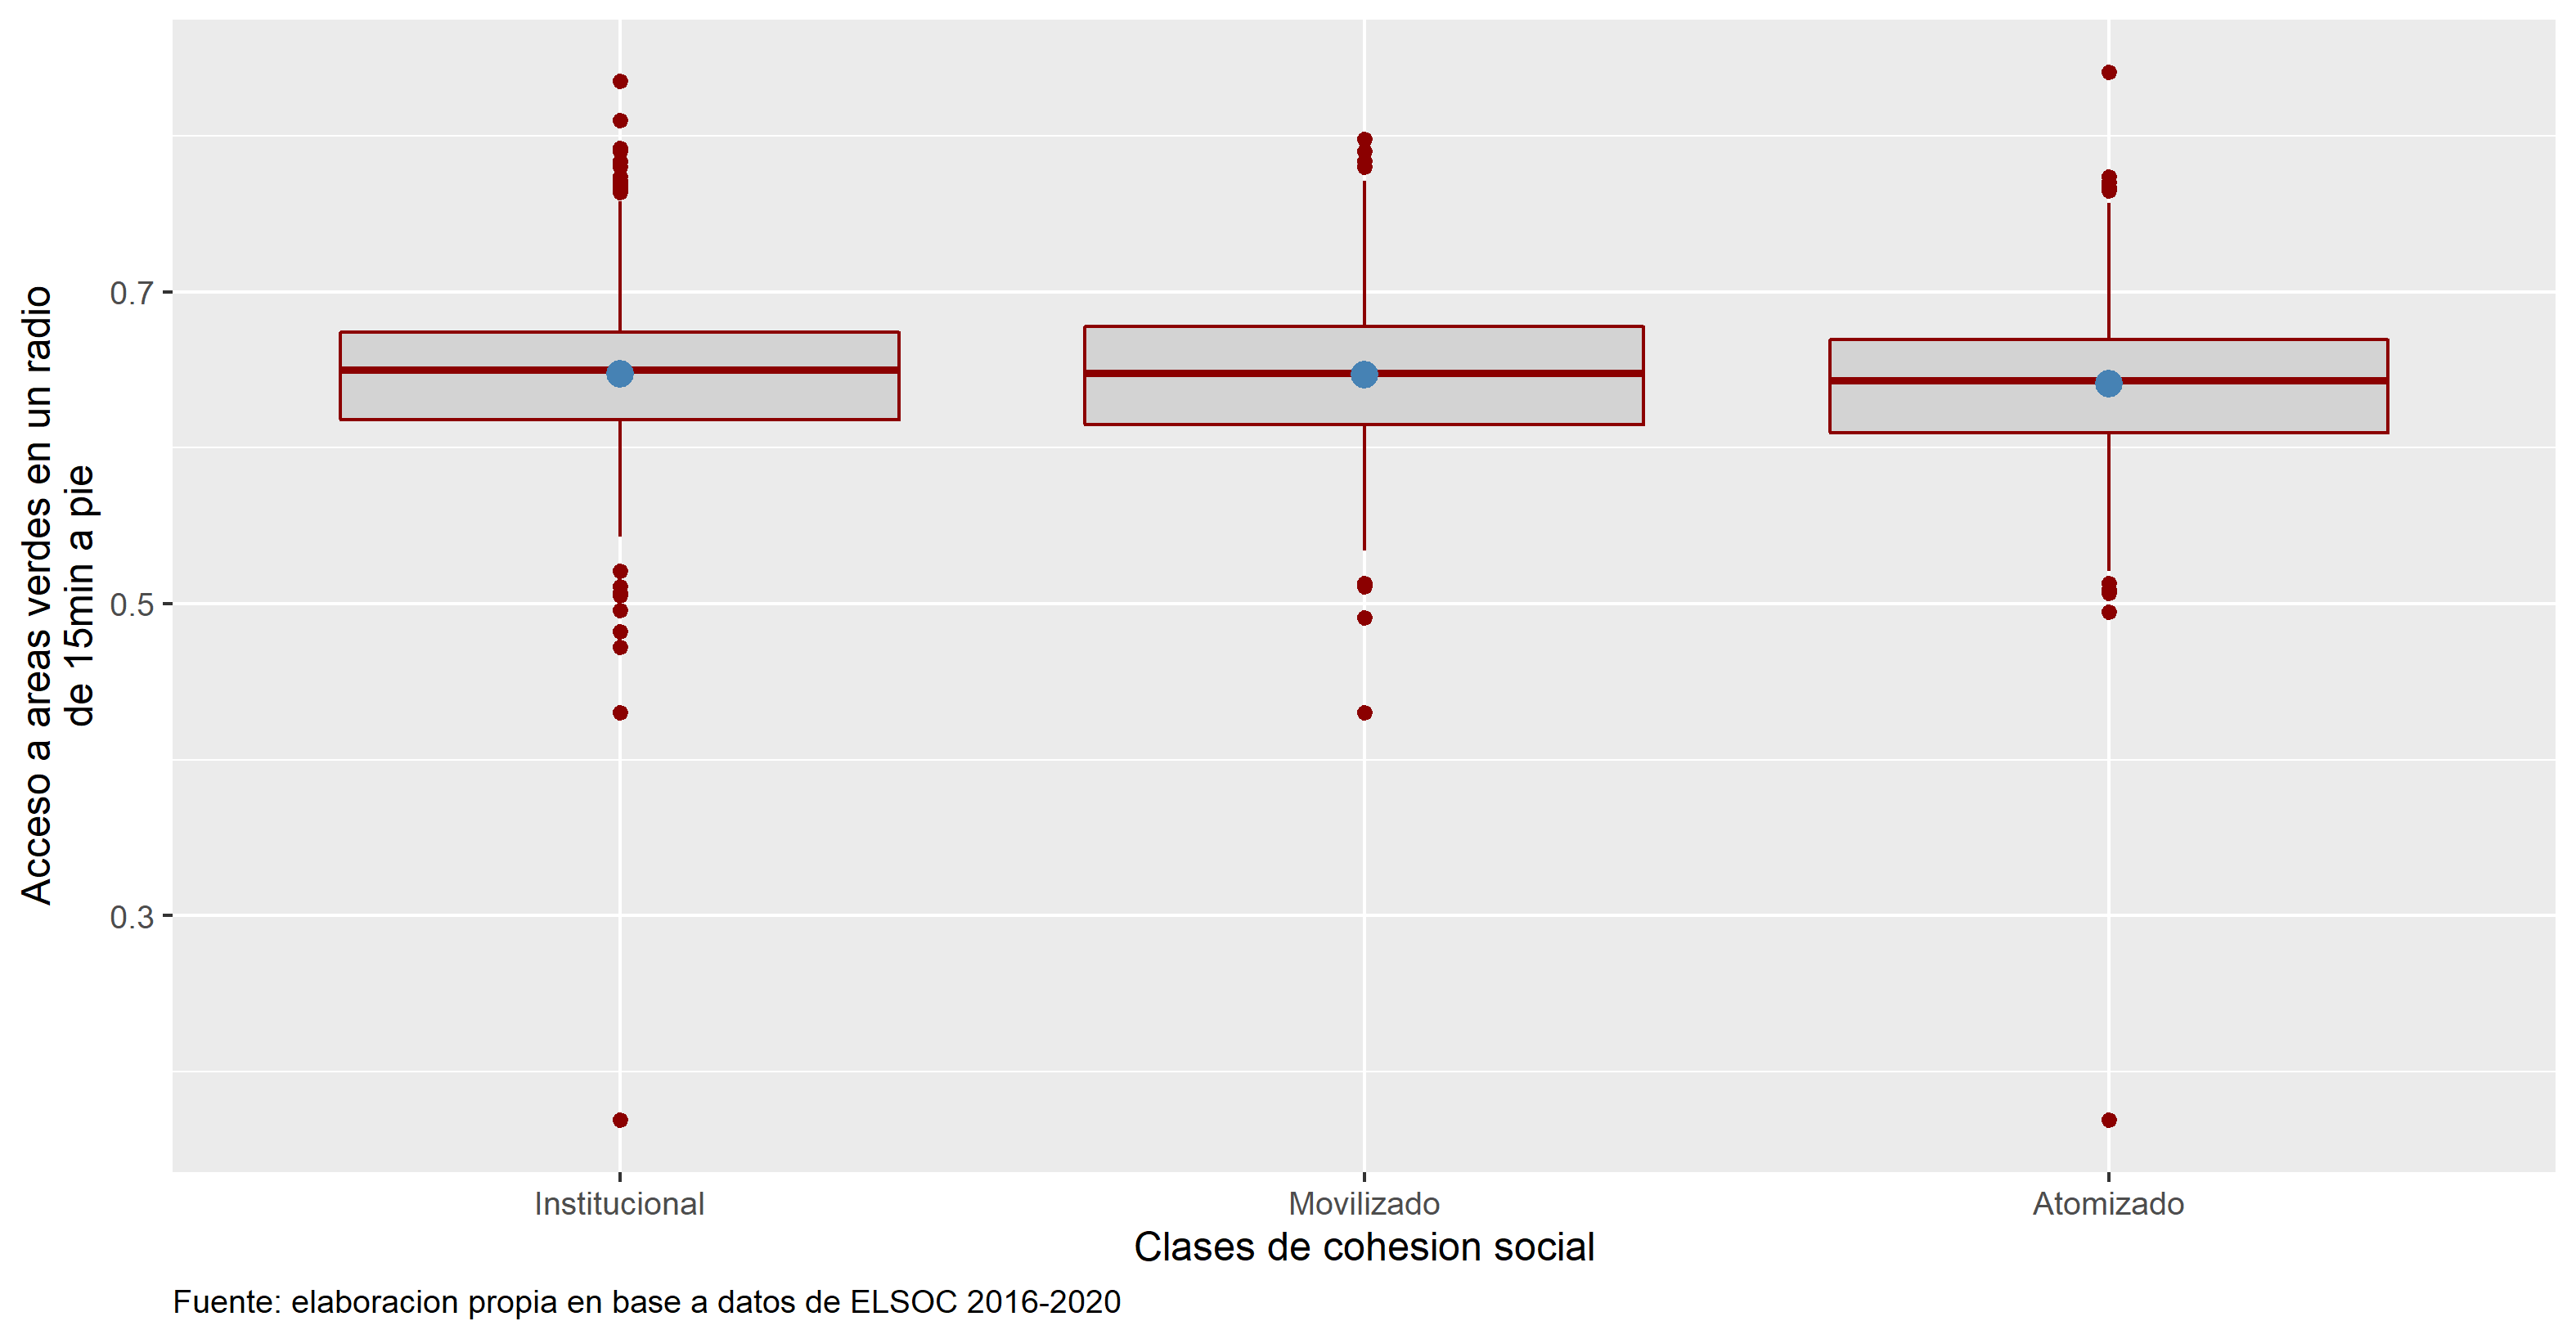 Acceso a areas verdes en un radio
de 15min a pie
0.7
0.5
0.3
Institucional
Movilizado
Atomizado
Clases de cohesion social
Fuente: elaboracion propia en base a datos de ELSOC 2016-2020